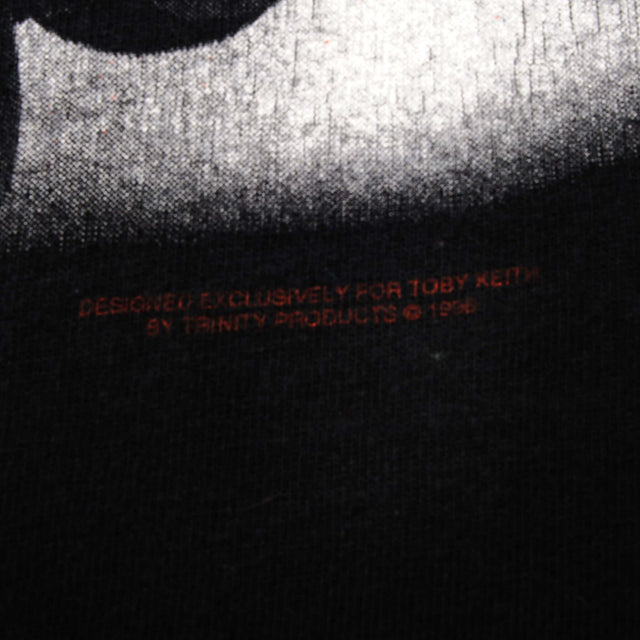 DESIGNED EXCLUSIVELY FOR TOBY KEITH
BY TRINITY PRODUCTS ©